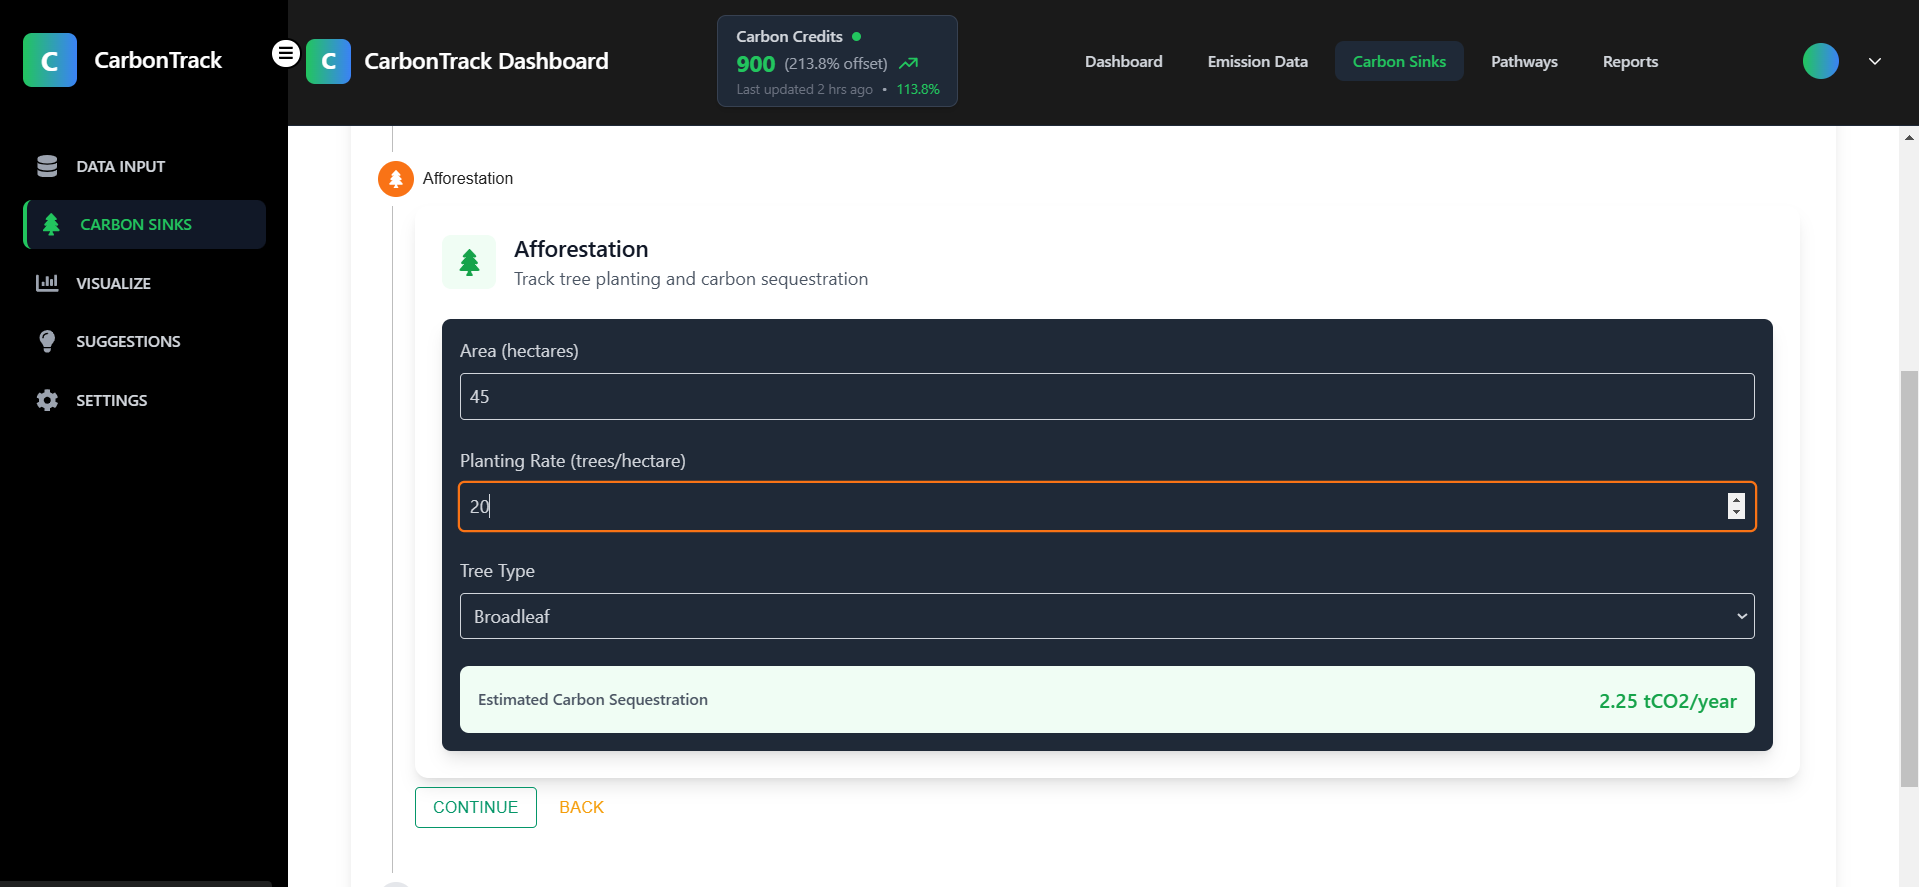 C
CarbonTrack
DATA INPUT
CARBON SINKS
VISUALIZE
SUGGESTIONS
SETTINGS
C
CarbonTrack Dashboard
Carbon Credits
900 (213.8% offset)
Last updated 2 hrs ago • 113.8%
Dashboard
Emission Data
Carbon Sinks
Pathways
Reports
Afforestation
Afforestation
Track tree planting and carbon sequestration
Area (hectares)
45
Planting Rate (trees/hectare)
20
Tree Type
Broadleaf
Estimated Carbon Sequestration
2.25 tCO2/year
CONTINUE
BACK